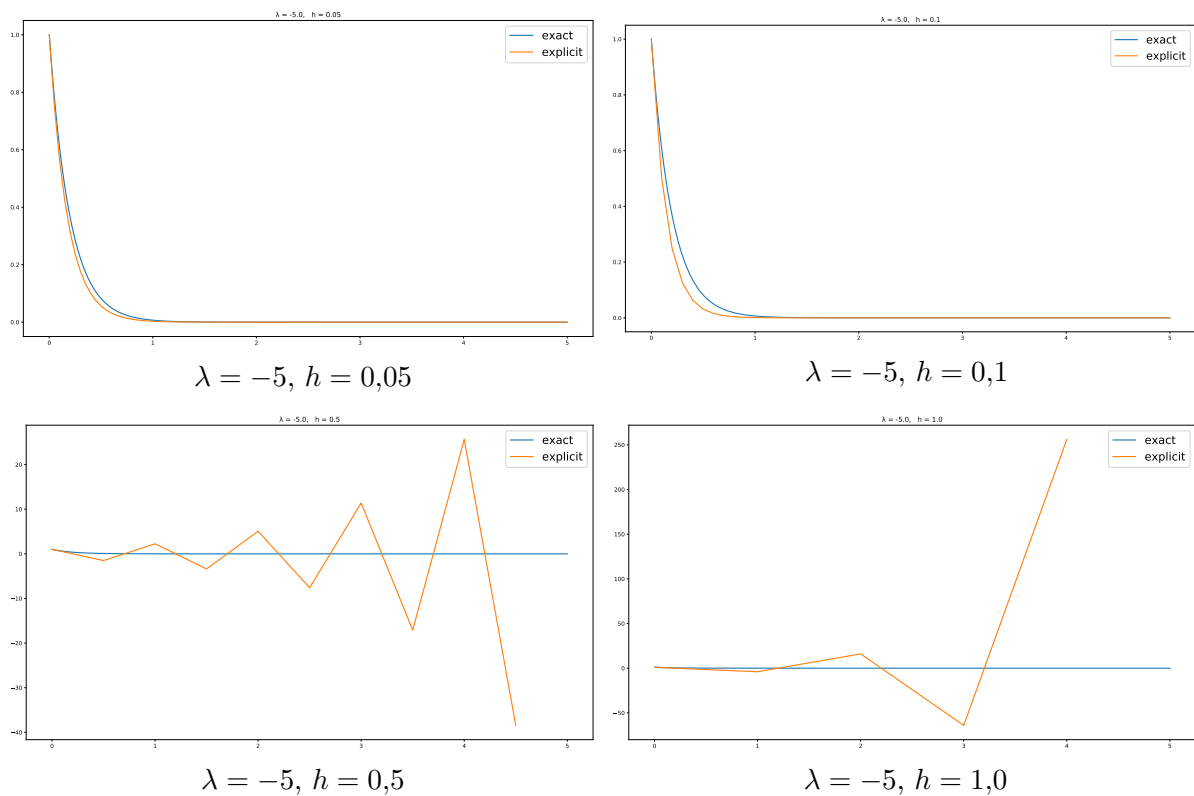 λ = -5.0, h = 0.05
exact
explicit
1.0
0.8
0.6
0.4
0.2
0.0
0 1 2 3 4 5
λ = −5, h = 0,05
λ = -5.0, h = 0.1
exact
explicit
1.0
0.8
0.6
0.4
0.2
0.0
0 1 2 3 4 5
λ = −5, h = 0,1
λ = -5.0, h = 0.5
exact
explicit
20
10
0
−10
−20
−30
−40
0 1 2 3 4 5
λ = −5, h = 0,5
λ = -5.0, h = 1.0
exact
explicit
250
200
150
100
50
0
−50
0 1 2 3 4 5
λ = −5, h = 1,0